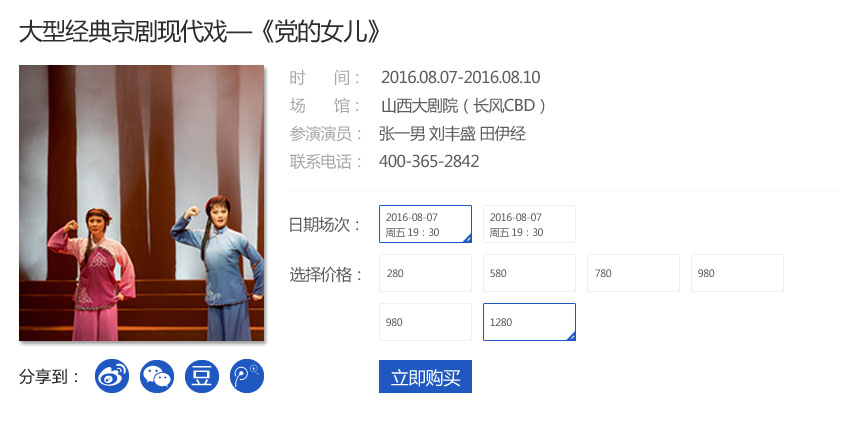 大型经典京剧现代戏—《党的女儿》
时 间： 2016.08.07-2016.08.10
场 馆： 山西大剧院（长风CBD）
参演演员： 张一男 刘丰盛 田伊经
联系电话： 400-365-2842
日期场次： 2016-08-07 2016-08-07
周五 19：30 周五 19：30
选择价格： 280 580 780 980
980 1280
分享到： 豆 立即购买